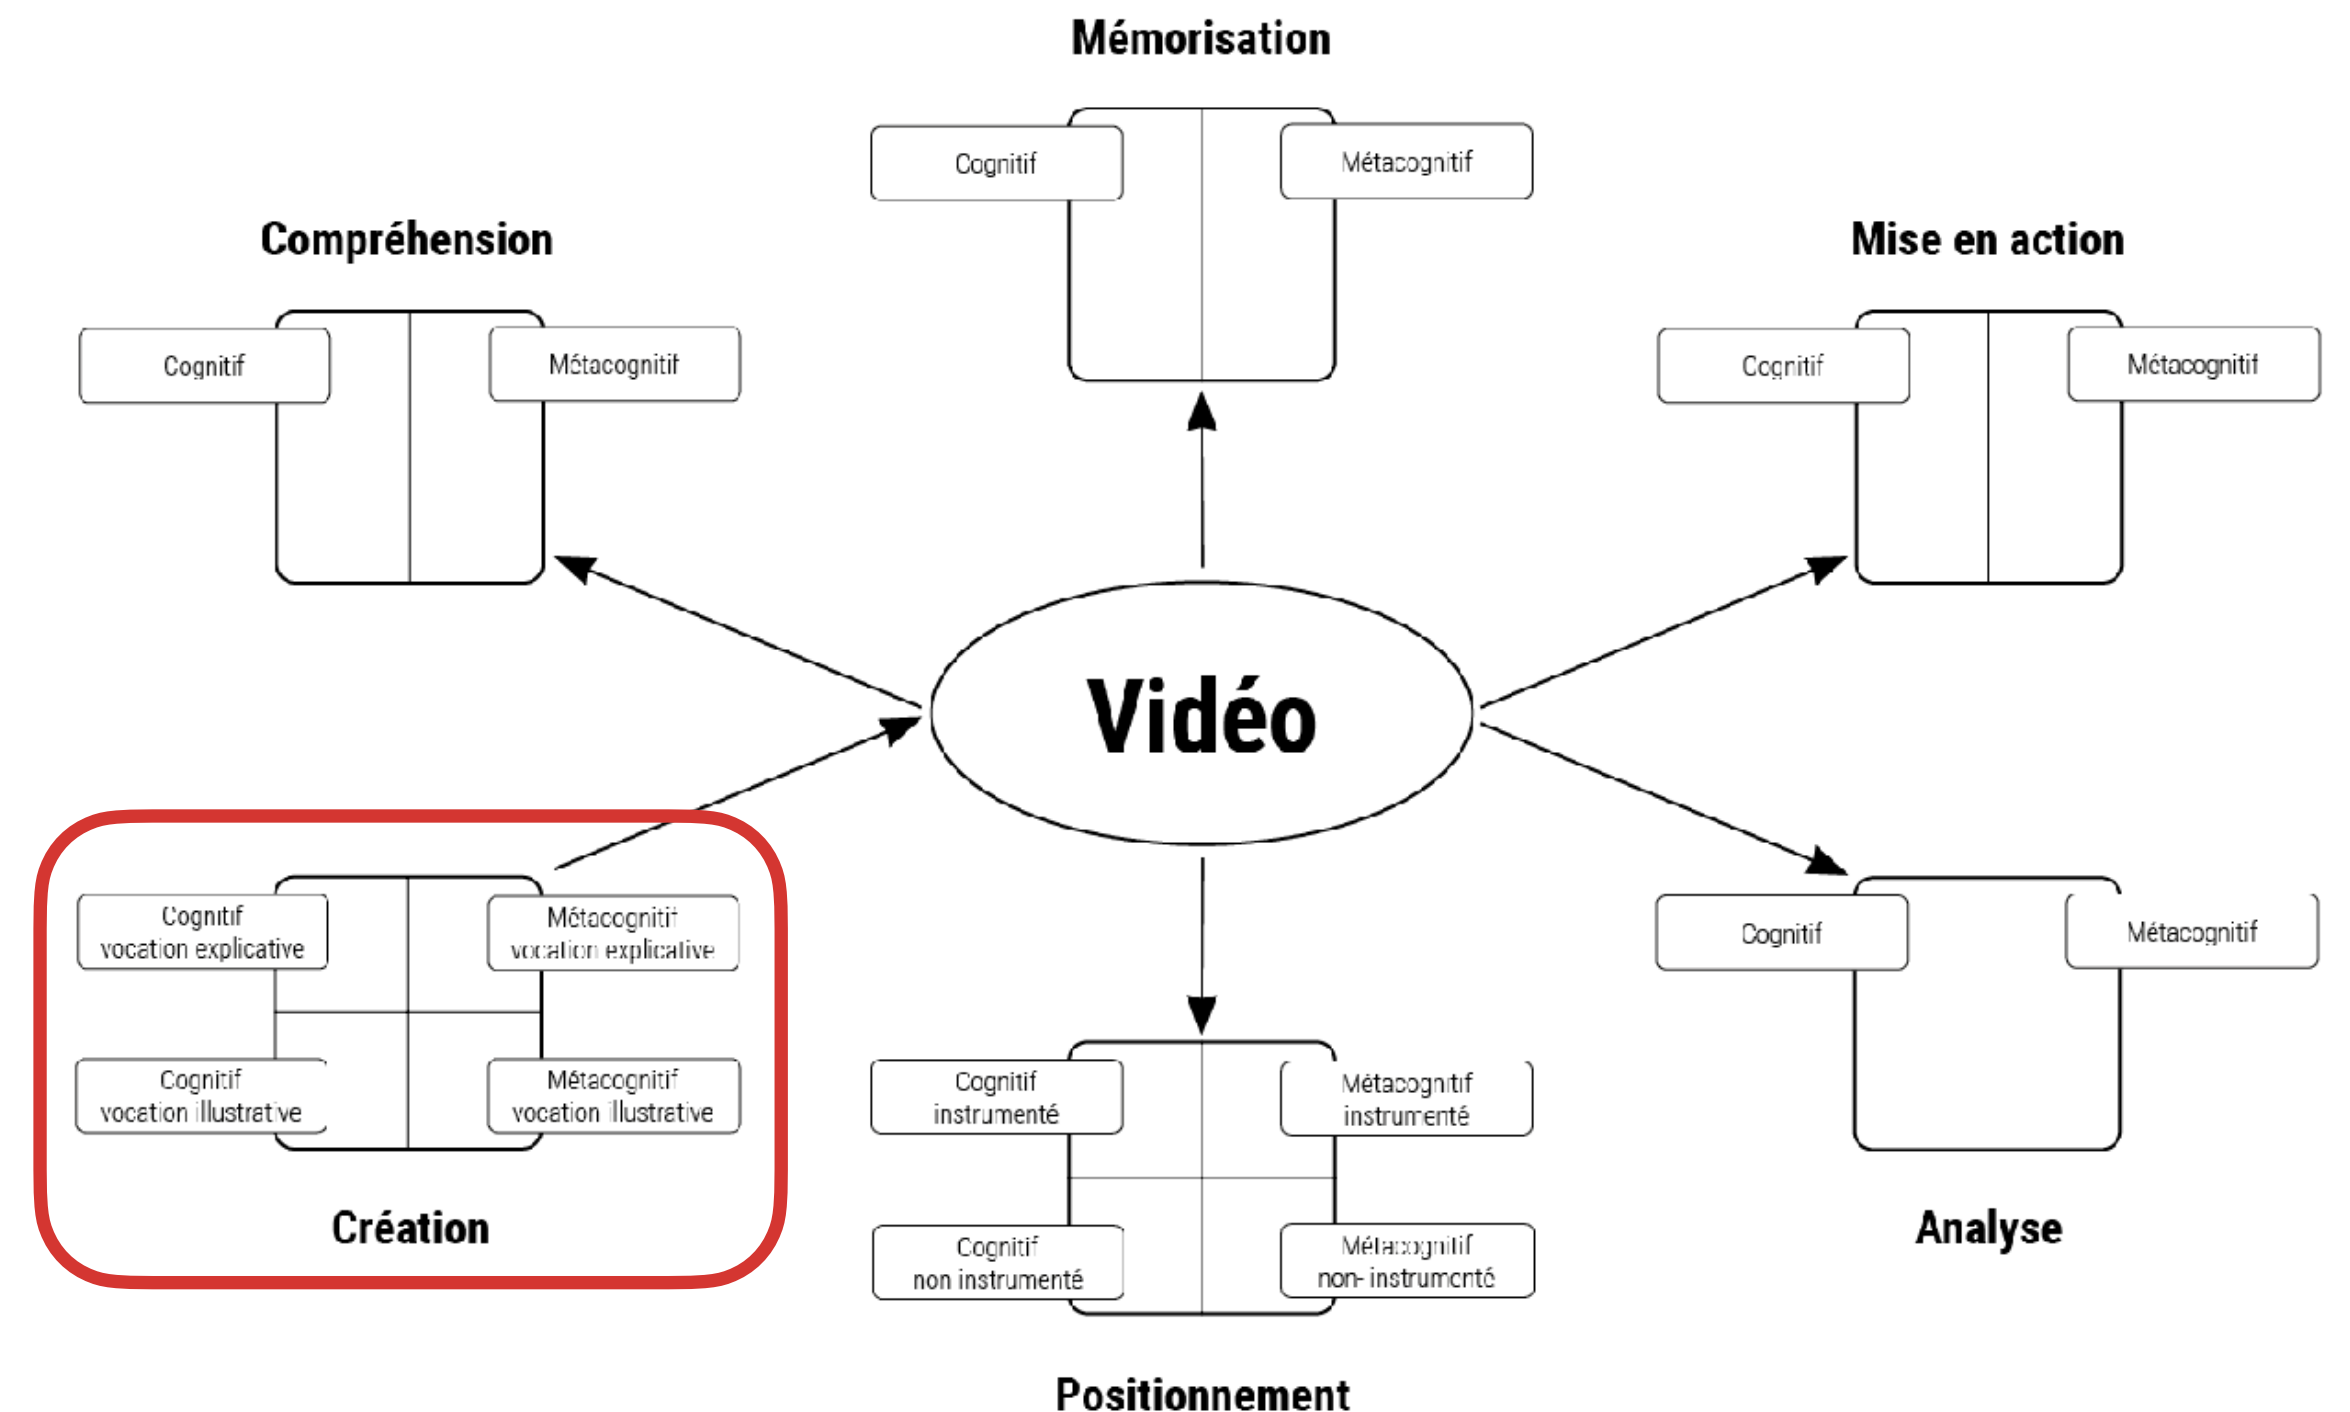 Mémorisation
Cognitif
Métacognitif
Compréhension
Cognitif
Métacognitif
Mise en action
Cognitif
Métacognitif
Vidéo
Cognitif
vocation explicative
Métacognitif
vocation explicative
Cognitif
vocation illustrative
Métacognitif
vocation illustrative
Création
Cognitif
instrumenté
Métacognitif
instrumenté
Cognitif
non instrumenté
Métacognitif
non- instrumenté
Positionnement
Cognitif
Métacognitif
Analyse